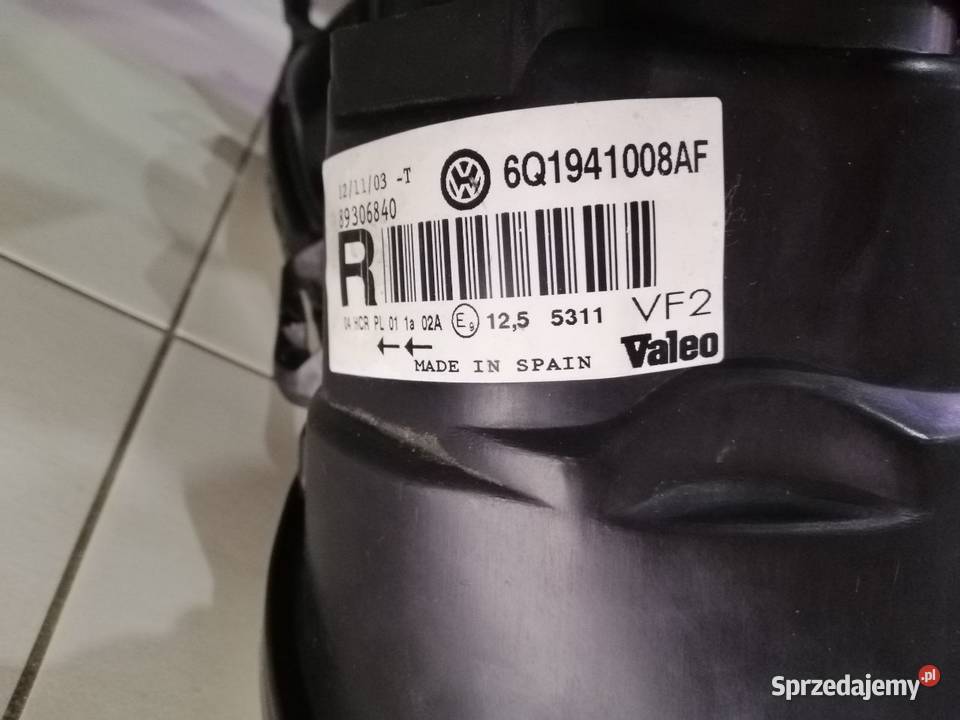 12/11/03 -T
6Q1941008AF
89306840
R
04 HCR PL 01 1a 02A E9 12,5 5311 VF2
Valeo
MADE IN SPAIN
Sprzedajemy.pl